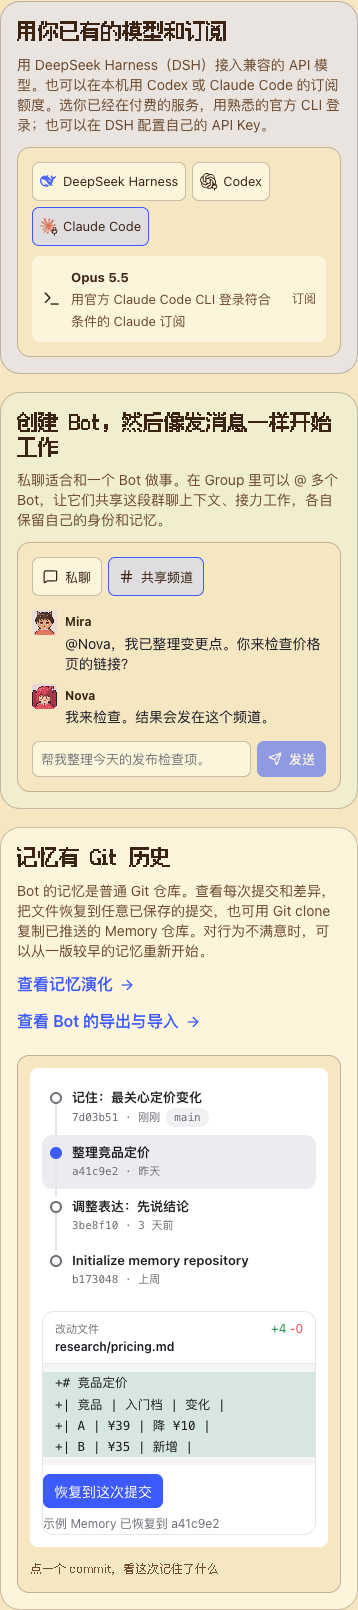 用你已有的模型和订阅
用 DeepSeek Harness（DSH）接入兼容的 API 模
型。也可以在本机用 Codex 或 Claude Code 的订阅
额度。选你已经在付费的服务，用熟悉的官方 CLI 登
录；也可以在 DSH 配置自己的 API Key。
DeepSeek Harness
Codex
Claude Code
Opus 5.5
用官方 Claude Code CLI 登录符合
条件的 Claude 订阅
订阅
创建 Bot，然后像发消息一样开始
工作
私聊适合和一个 Bot 做事。在 Group 里可以 @ 多个
Bot，让它们共享这段群聊上下文、接力工作，各自
保留自己的身份和记忆。
私聊
共享频道
Mira
@Nova，我已整理变更点。你来检查价格
页的链接?
Nova
我来检查。结果会发在这个频道。
帮我整理今天的发布检查项。
发送
记忆有 Git 历史
Bot 的记忆是普通 Git 仓库。查看每次提交和差异，
把文件恢复到任意已保存的提交，也可用 Git clone
复制已推送的 Memory 仓库。对行为不满意时，可
以从一版较早的记忆重新开始。
查看记忆演化 →
查看 Bot 的导出与导入 →
记住：最关心定价变化
7d03b51 · 刚刚 main
整理竞品定价
a41c9e2 · 昨天
调整表达：先说结论
3be8f10 · 3 天前
Initialize memory repository
b173048 · 上周
改动文件
+4 -0
research/pricing.md
+# 竞品定价
+| 竞品 | 入门档 | 变化 |
+| A | ¥39 | 降 ¥10 |
+| B | ¥35 | 新增 |
恢复到这次提交
示例 Memory 已恢复到 a41c9e2
点一个 commit，看这次记住了什么